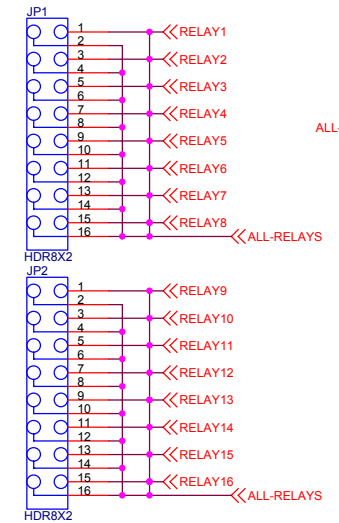 JP1
1 RELAY1
2
3 RELAY2
4
5 RELAY3
6
7 RELAY4
8
9 RELAY5
10
11 RELAY6
12
13 RELAY7
14
15 RELAY8
16 ALL-RELAYS
HDR8X2
ALL-
JP2
1 RELAY9
2
3 RELAY10
4
5 RELAY11
6
7 RELAY12
8
9 RELAY13
10
11 RELAY14
12
13 RELAY15
14
15 RELAY16
16 ALL-RELAYS
HDR8X2